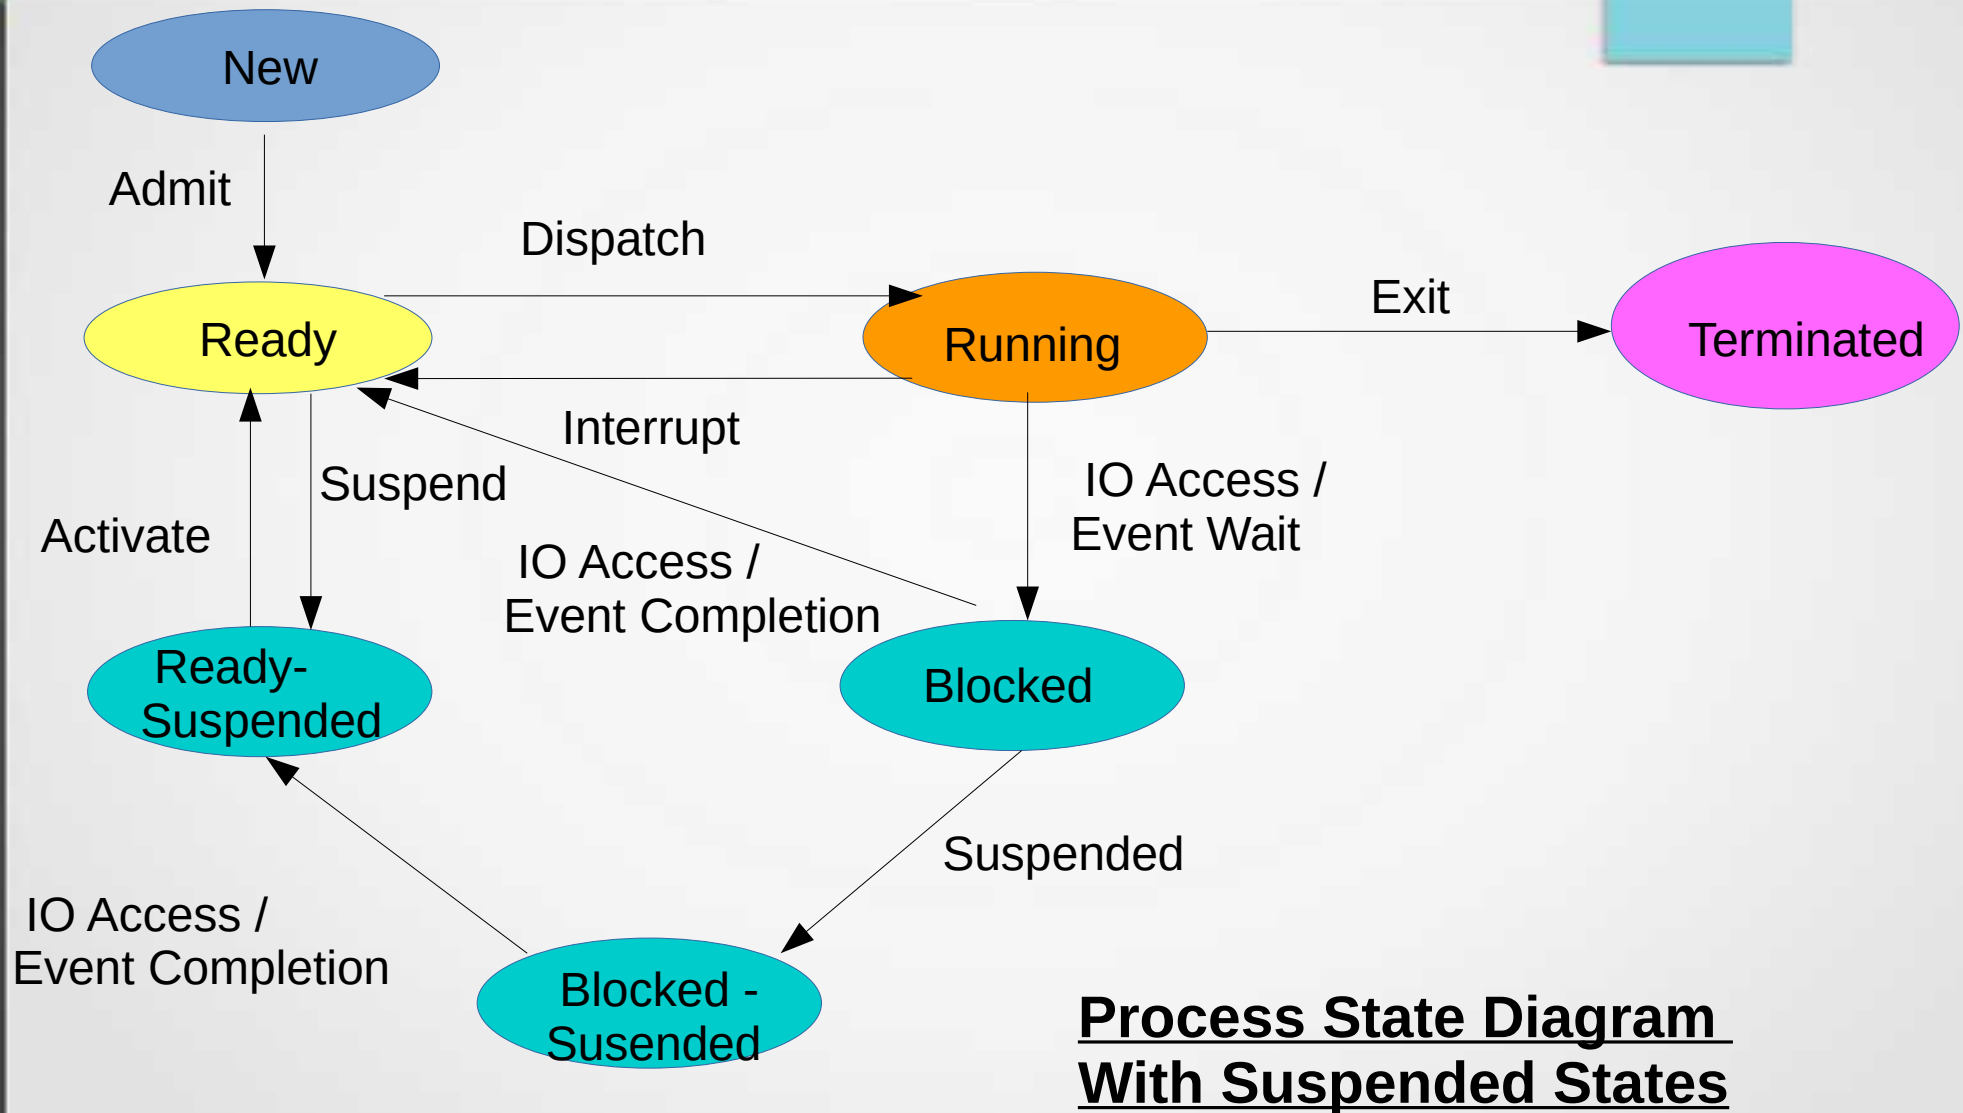 New
Admit
Dispatch
Exit
Ready
Running
Terminated
Interrupt
Suspend
IO Access /
Event Wait
Activate
IO Access /
Event Completion
Ready-
Suspended
Blocked
Suspended
IO Access /
Event Completion
Blocked -
Susended
Process State Diagram
With Suspended States